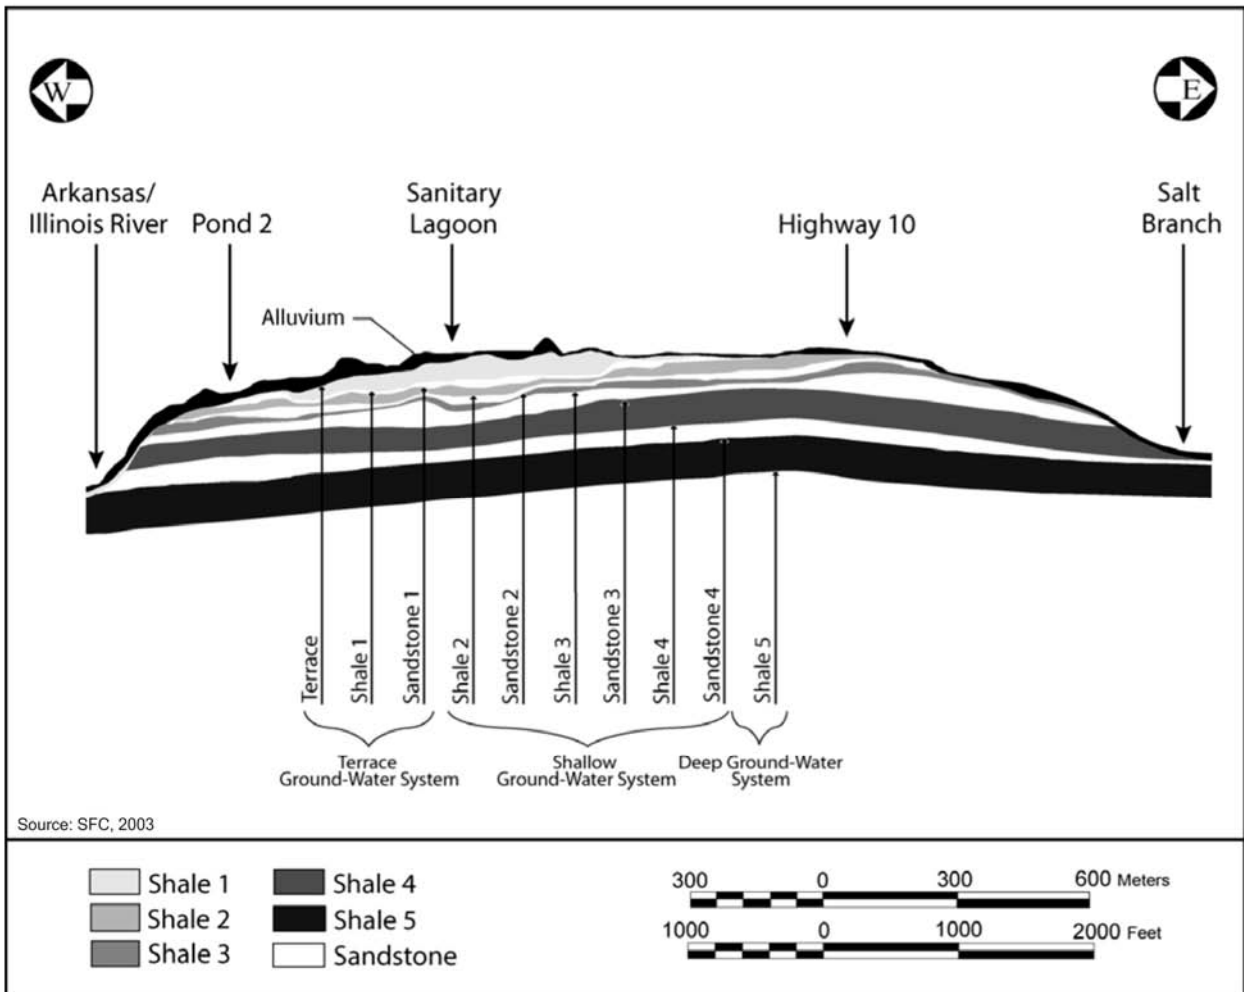 W
E
Arkansas/
Illinois River
Pond 2
Sanitary
Lagoon
Highway 10
Salt
Branch
Alluvium
Terrace
Shale 1
Sandstone 1
Shale 2
Sandstone 2
Shale 3
Sandstone 3
Shale 4
Sandstone 4
Shale 5
Terrace
Ground-Water System
Shallow
Ground-Water System
Deep Ground-Water
System
Source: SFC, 2003
Shale 1
Shale 2
Shale 3
Shale 4
Shale 5
Sandstone
300 0 300 600 Meters
1000 0 1000 2000 Feet